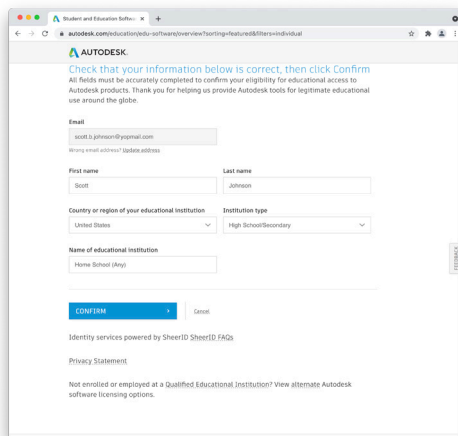 Student and Education Softwa
autodesk.com/education/edu-software/overview?sorting=featured&filters=individual
AUTODESK.
Check that your information below is correct, then click Confirm
All fields must be accurately completed to confirm your eligibility for educational access to
Autodesk products. Thank you for helping us provide Autodesk tools for legitimate educational
use around the globe.
Email
scott.b.johnson@yopmail.com
Wrong email address? Update address
First name
Last name
Scott
Johnson
Country or region of your educational institution
Institution type
United States
High School/Secondary
Name of educational institution
Home School (Any)
FEEDBACK
CONFIRM
Cancel
Identity services powered by SheerID SheerID FAQs
Privacy Statement
Not enrolled or employed at a Qualified Educational Institution? View alternate Autodesk
software licensing options.